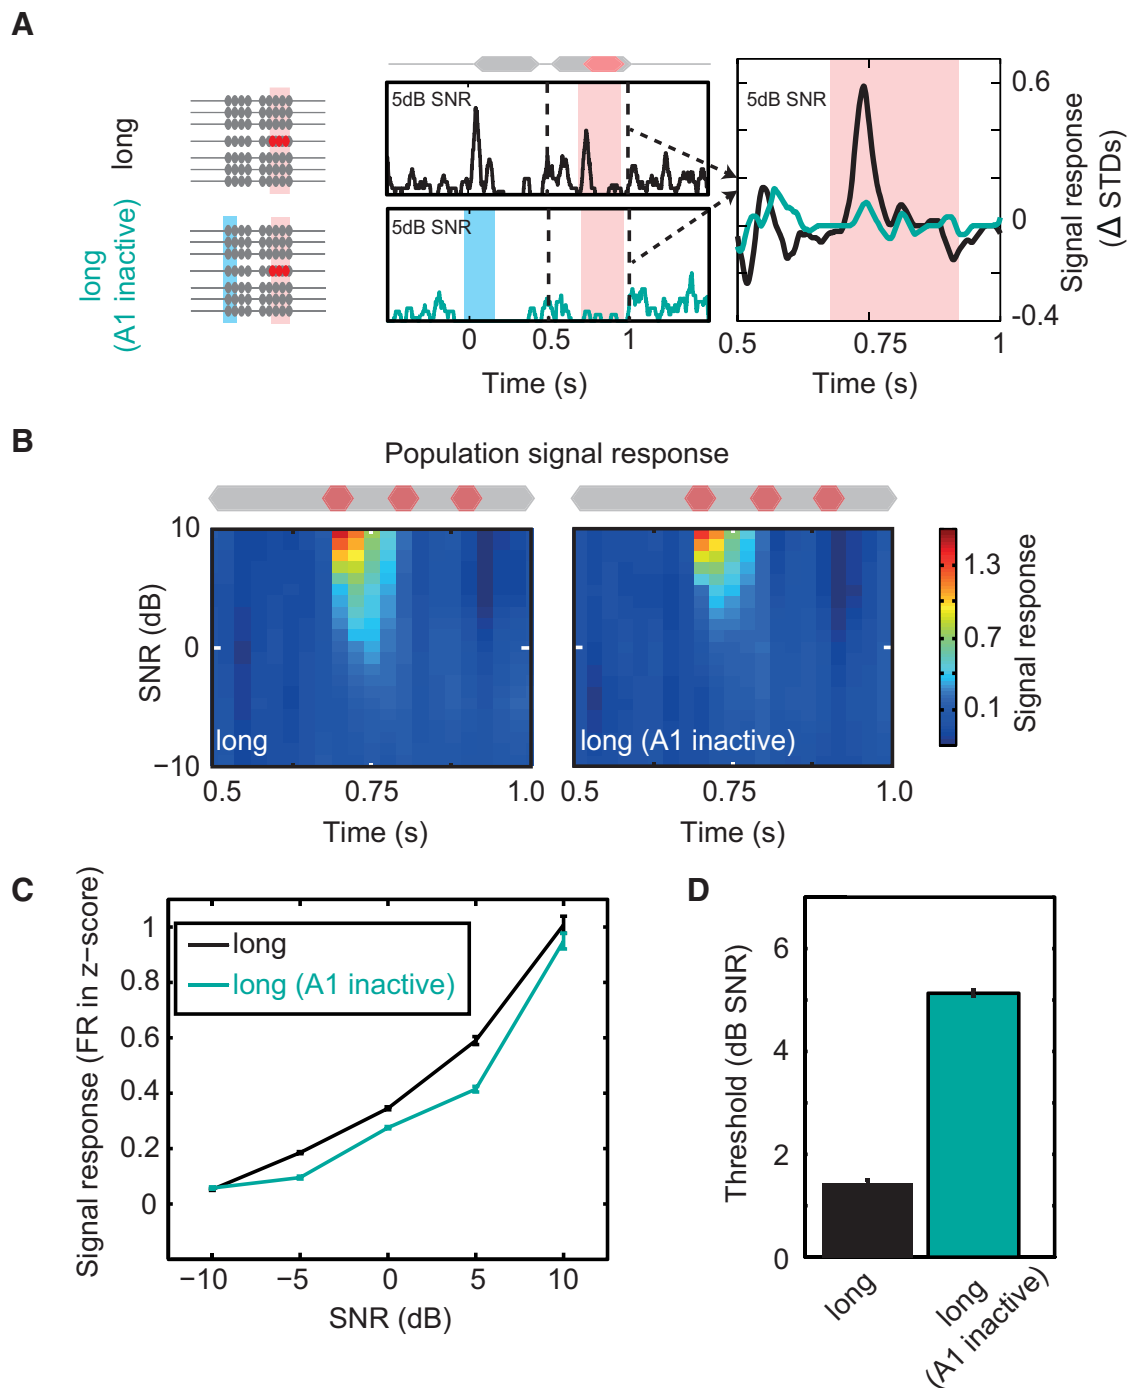 A
long
long
(A1 inactive)
5dB SNR
5dB SNR
0
0.5
1
Time (s)
5dB SNR
0.6
0
-0.4
Signal response
(Δ STDs)
0.5
0.75
1
Time (s)
B
Population signal response
10
0
−10
SNR (dB)
long
0.5
0.75
1.0
Time (s)
long (A1 inactive)
0.5
0.75
1.0
Time (s)
1.3
0.7
0.1
Signal response
C
Signal response (FR in z−score)
1
0.8
0.6
0.4
0.2
0
long
long (A1 inactive)
−10
−5
0
5
10
SNR (dB)
D
Threshold (dB SNR)
6
4
2
0
long
long
(A1 inactive)